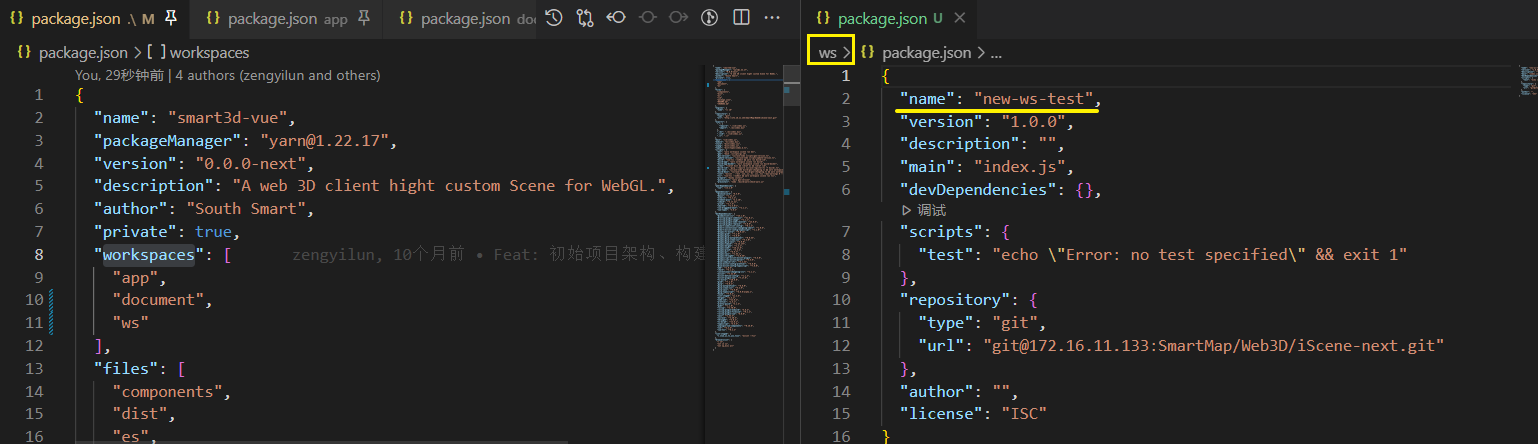 package.json .\ M
package.json app
package.json doc
package.json > [ ] workspaces
You, 29秒钟前 | 4 authors (zengyilun and others)
1 {
2 "name": "smart3d-vue",
3 "packageManager": "yarn@1.22.17",
4 "version": "0.0.0-next",
5 "description": "A web 3D client hight custom Scene for WebGL.",
6 "author": "South Smart",
7 "private": true,
8 "workspaces": [ zengyilun, 10个月前 • Feat: 初始项目架构、构建
9 "app",
10 "document",
11 "ws"
12 ],
13 "files": [
14 "components",
15 "dist",
16 "es",
{} package.json U
ws > {} package.json > ...
1 {
2 "name": "new-ws-test",
3 "version": "1.0.0",
4 "description": "",
5 "main": "index.js",
6 "devDependencies": {},
调试
7 "scripts": {
8 "test": "echo \"Error: no test specified\" && exit 1"
9 },
10 "repository": {
11 "type": "git",
12 "url": "git@172.16.11.133:SmartMap/Web3D/iScene-next.git"
13 },
14 "author": "",
15 "license": "ISC"
16 }